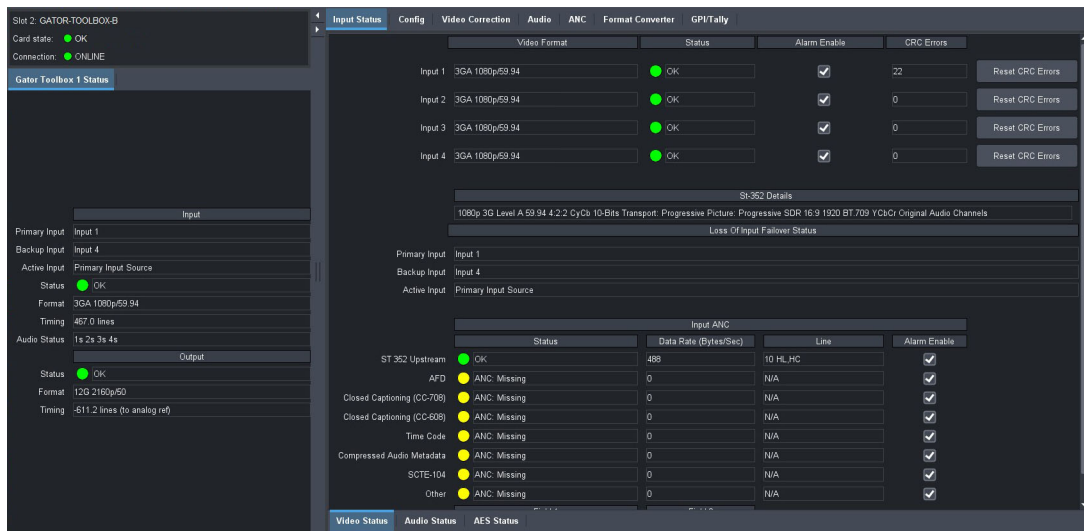 Slot 2: GATOR-TOOLBOX-B
Card state: OK
Connection: ONLINE
Gator Toolbox 1 Status
Input
Primary Input Input 1
Backup Input Input 4
Active Input Primary Input Source
Status OK
Format 3GA 1080p/59.94
Timing 467.0 lines
Audio Status 1s 2s 3s 4s
Output
Status OK
Format 12G 2160p/50
Timing -611.2 lines (to analog ref)
Input Status Config Video Correction Audio ANC Format Converter GPI/Tally
Video Format Status Alarm Enable CRC Errors
Input 1 3GA 1080p/59.94 OK 22 Reset CRC Errors
Input 2 3GA 1080p/59.94 OK 0 Reset CRC Errors
Input 3 3GA 1080p/59.94 OK 0 Reset CRC Errors
Input 4 3GA 1080p/59.94 OK 0 Reset CRC Errors
St-352 Details
1080p 3G Level A 59.94 4:2:2 CyCb 10-Bits Transport: Progressive Picture: Progressive SDR 16:9 1920 BT.709 YCbCr Original Audio Channels
Loss Of Input Failover Status
Primary Input Input 1
Backup Input Input 4
Active Input Primary Input Source
Input ANC
Status Data Rate (Bytes/Sec) Line Alarm Enable
ST 352 Upstream OK 488 10 HL,HC
AFD ANC: Missing 0 N/A
Closed Captioning (CC-708) ANC: Missing 0 N/A
Closed Captioning (CC-608) ANC: Missing 0 N/A
Time Code ANC: Missing 0 N/A
Compressed Audio Metadata ANC: Missing 0 N/A
SCTE-104 ANC: Missing 0 N/A
Other ANC: Missing 0 N/A
Video Status Audio Status AES Status